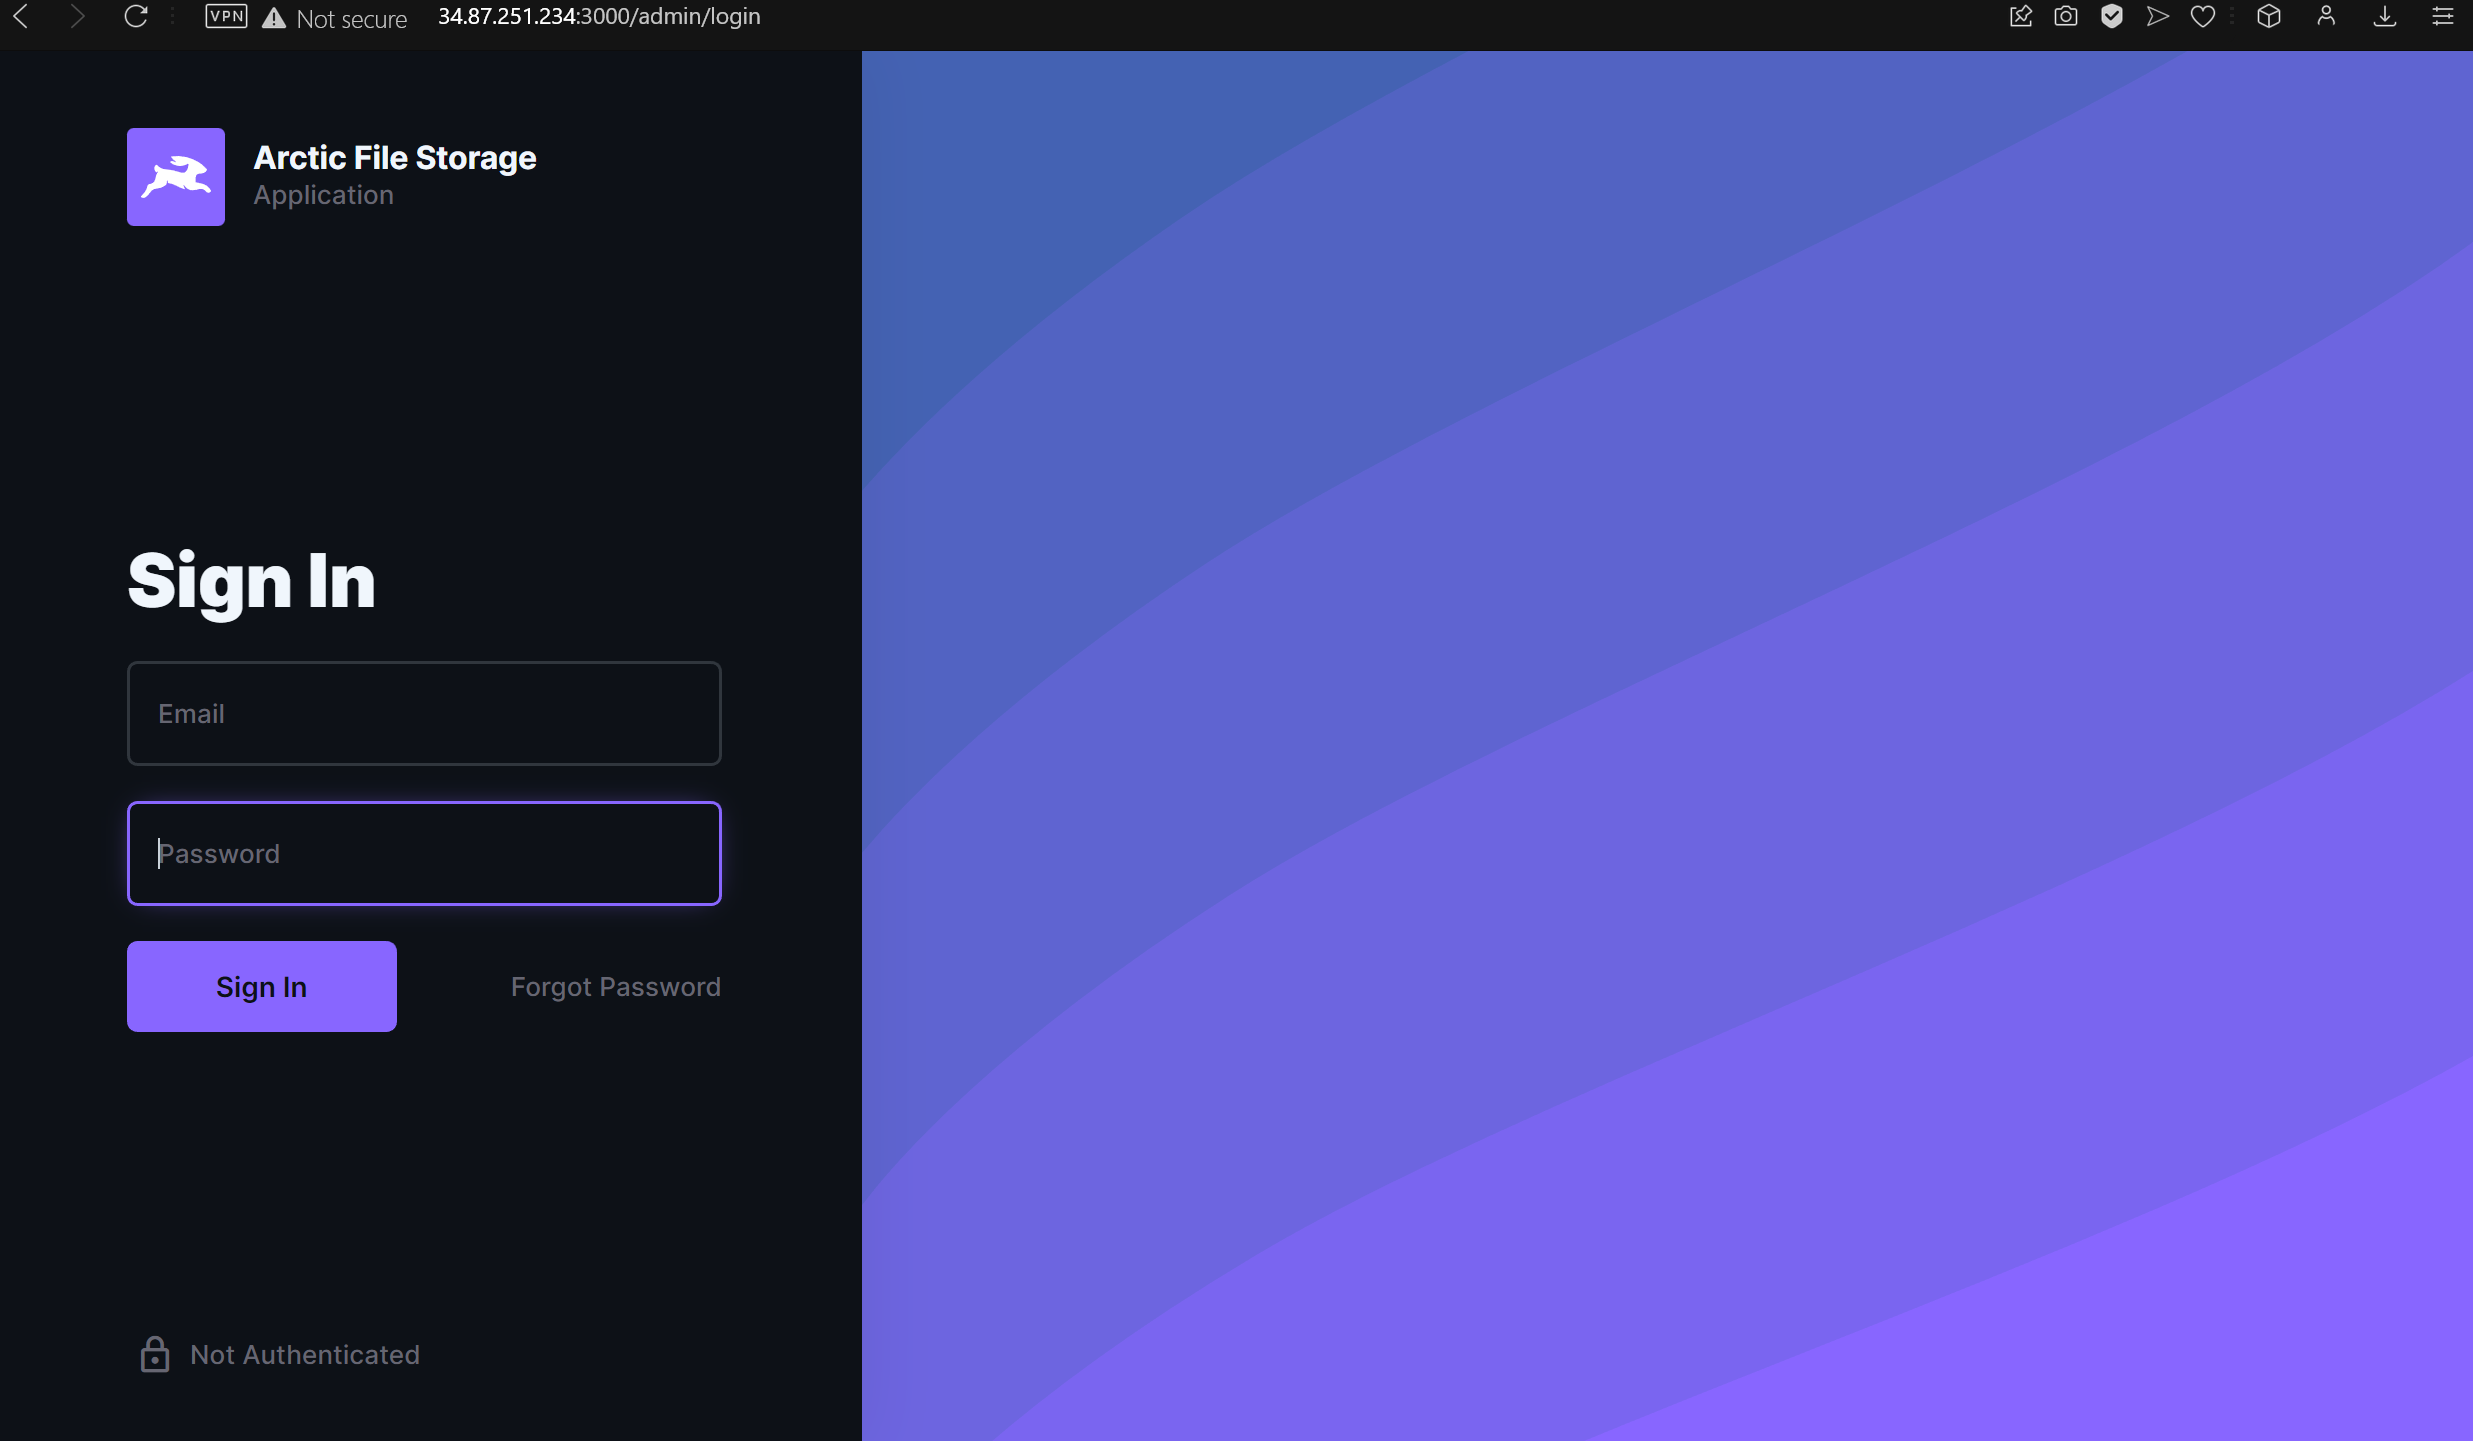 VPN Not secure 34.87.251.234:3000/admin/login
Arctic File Storage
Application
Sign In
Email
Password
Sign In Forgot Password
Not Authenticated